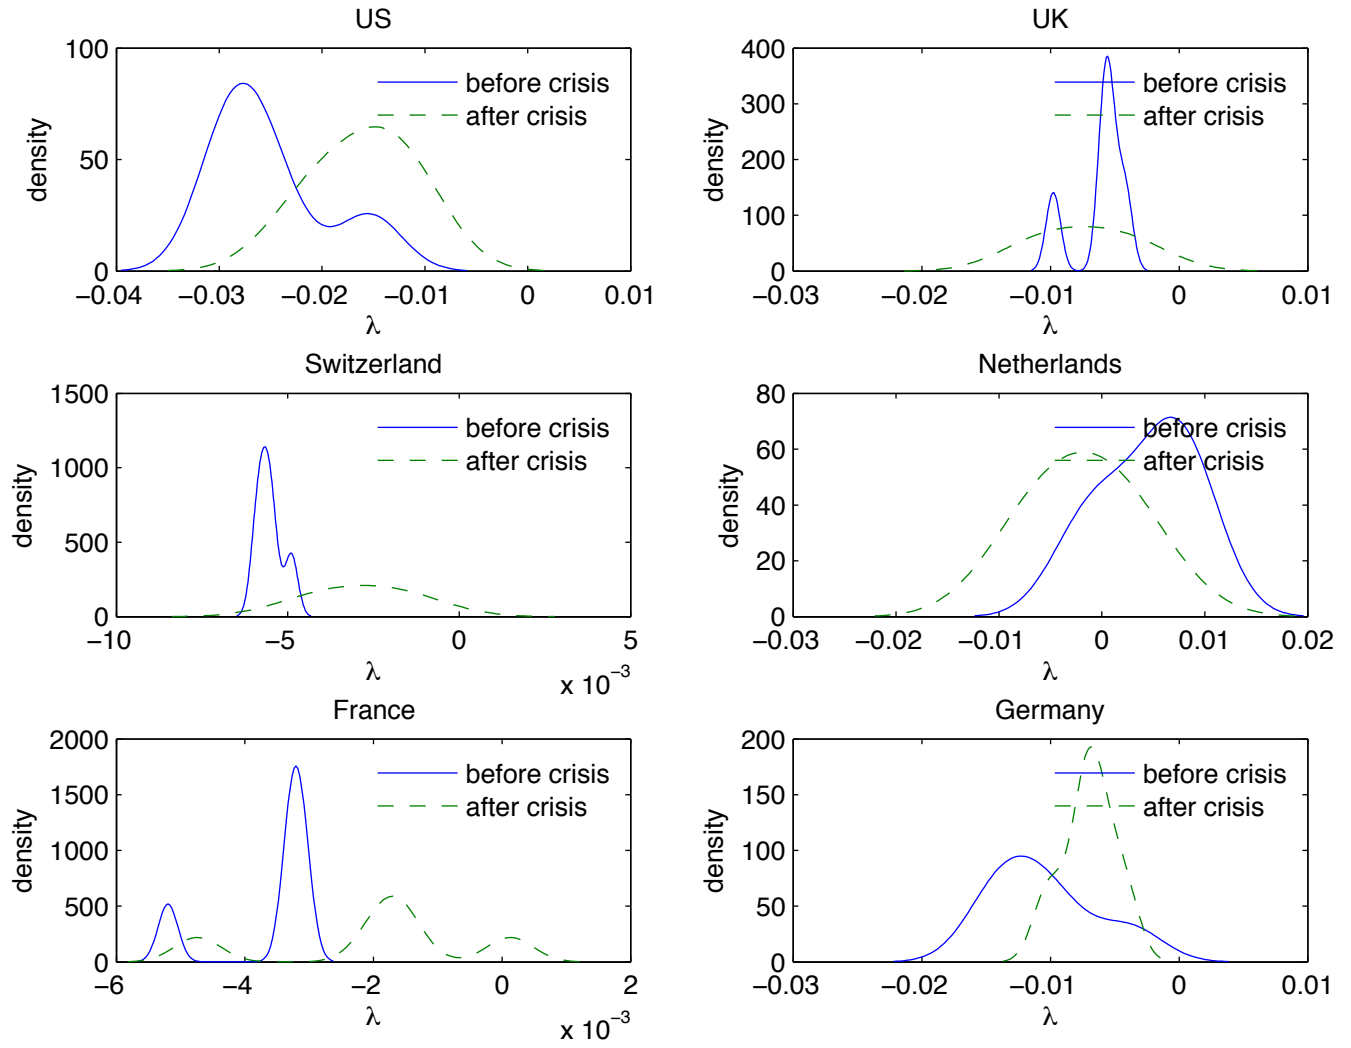 US
100
50
0
density
before crisis
after crisis
−0.04 −0.03 −0.02 −0.01 0 0.01
λ
UK
400
300
200
100
0
density
before crisis
after crisis
−0.03 −0.02 −0.01 0 0.01
λ
Switzerland
1500
1000
500
0
density
before crisis
after crisis
−10 −5 0 5
λ
x 10⁻³
Netherlands
80
60
40
20
0
density
before crisis
after crisis
−0.03 −0.02 −0.01 0 0.01 0.02
λ
France
2000
1500
1000
500
0
density
before crisis
after crisis
−6 −4 −2 0 2
λ
x 10⁻³
Germany
200
150
100
50
0
density
before crisis
after crisis
−0.03 −0.02 −0.01 0 0.01
λ